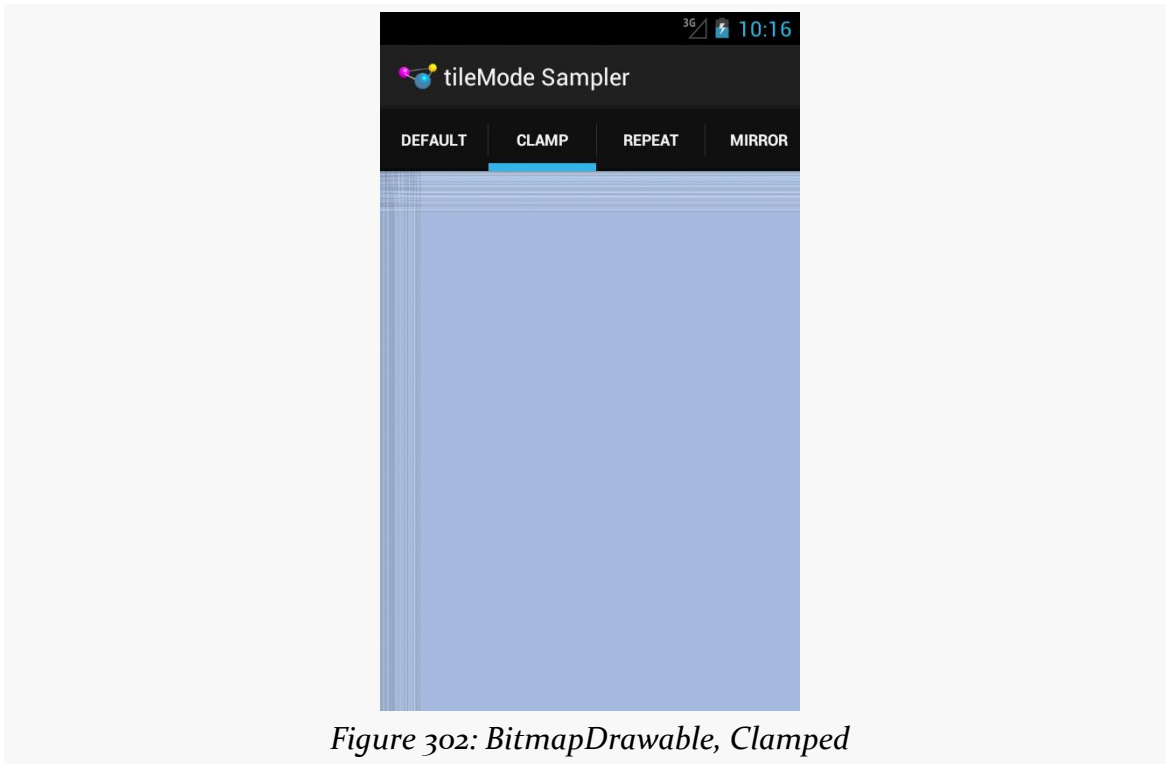 3G 10:16
tileMode Sampler
DEFAULT CLAMP REPEAT MIRROR
Figure 302: BitmapDrawable, Clamped